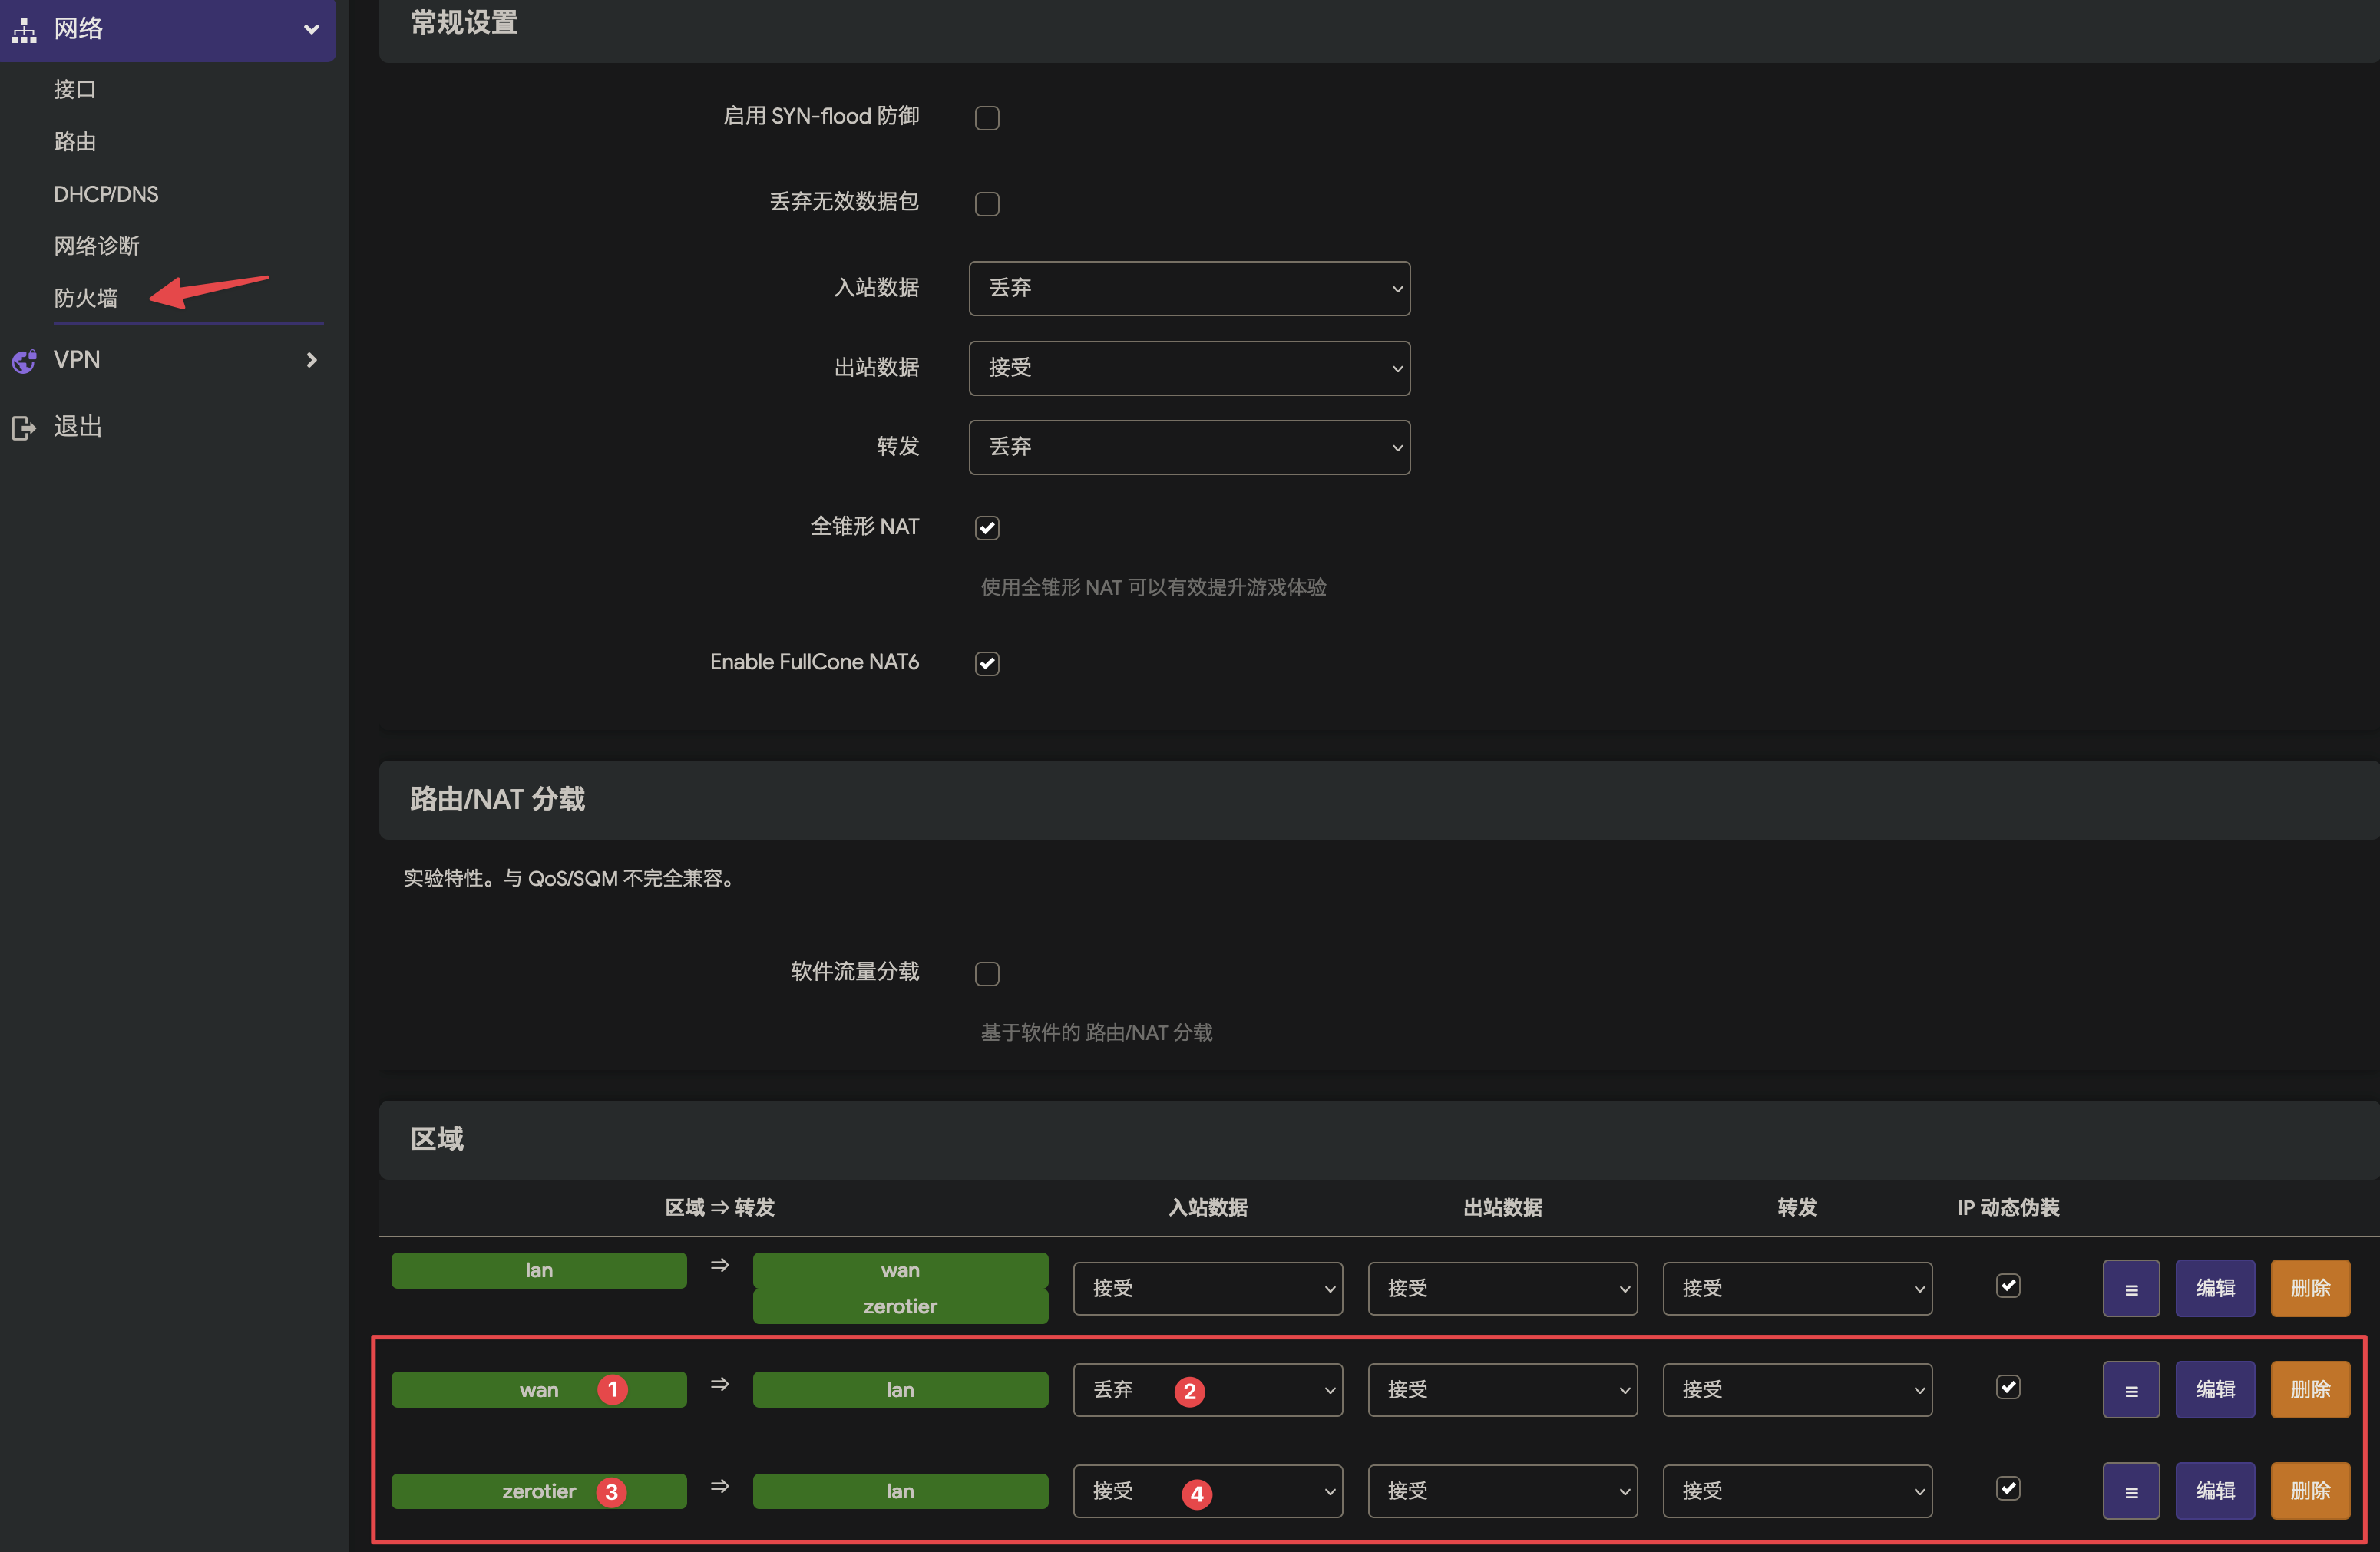 网络
接口
路由
DHCP/DNS
网络诊断
防火墙
VPN
退出
常规设置
启用 SYN-flood 防御
丢弃无效数据包
入站数据 丢弃
出站数据 接受
转发 丢弃
全锥形 NAT
使用全锥形 NAT 可以有效提升游戏体验
Enable FullCone NAT6
路由/NAT 分载
实验特性。与 QoS/SQM 不完全兼容。
软件流量分载
基于软件的 路由/NAT 分载
区域
区域 ⇒ 转发 入站数据 出站数据 转发 IP 动态伪装
lan ⇒ wan 接受 接受 接受 编辑 删除
zerotier
wan 1 ⇒ lan 丢弃 2 接受 接受 编辑 删除
zerotier 3 ⇒ lan 接受 4 接受 接受 编辑 删除